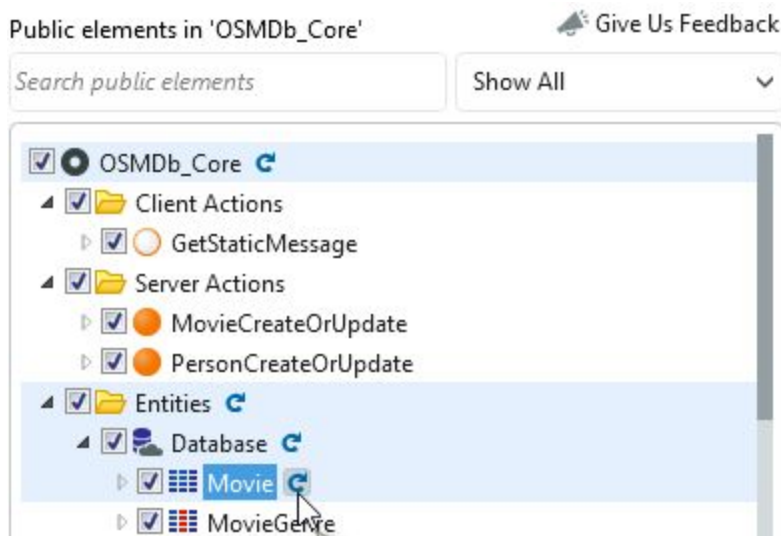 Public elements in 'OSMDb_Core'
Give Us Feedback
Search public elements
Show All
OSMDb_Core
Client Actions
GetStaticMessage
Server Actions
MovieCreateOrUpdate
PersonCreateOrUpdate
Entities
Database
Movie
MovieGenre